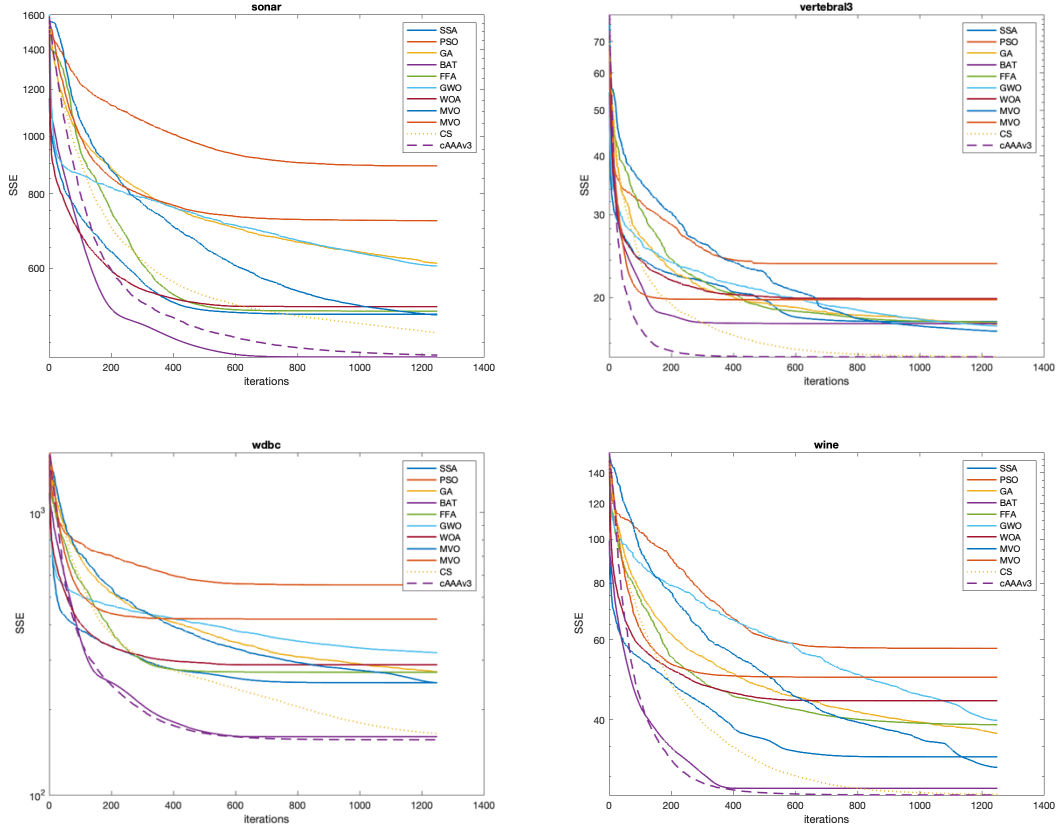 sonar
1600
1400
1200
1000
800
600
SSE
0 200 400 600 800 1000 1200 1400
iterations
SSA
PSO
GA
BAT
FFA
GWO
WOA
MVO
MVO
CS
cAAAv3
vertebral3
70
60
50
40
30
20
SSE
0 200 400 600 800 1000 1200 1400
iterations
SSA
PSO
GA
BAT
FFA
GWO
WOA
MVO
MVO
CS
cAAAv3
wdbc
10³
10²
SSE
0 200 400 600 800 1000 1200 1400
iterations
SSA
PSO
GA
BAT
FFA
GWO
WOA
MVO
MVO
CS
cAAAv3
wine
140
120
100
80
60
40
SSE
0 200 400 600 800 1000 1200 1400
iterations
SSA
PSO
GA
BAT
FFA
GWO
WOA
MVO
MVO
CS
cAAAv3